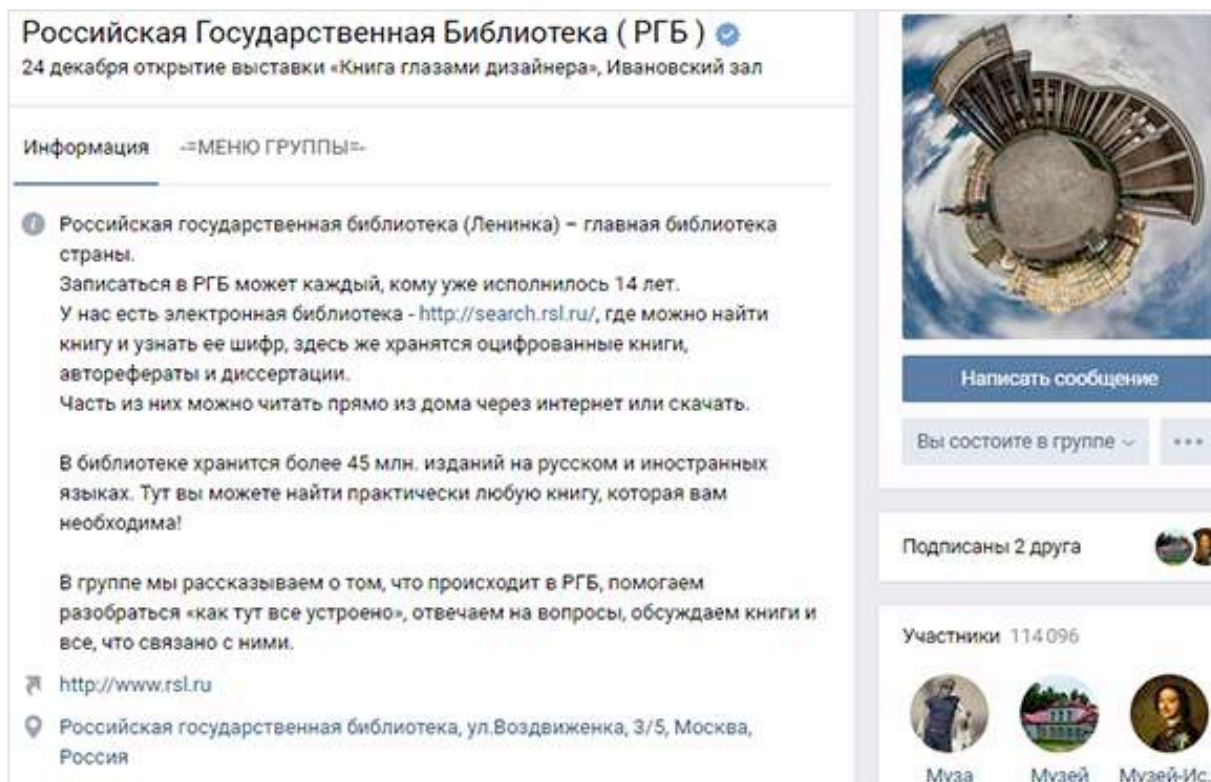 Российская Государственная Библиотека ( РГБ )
24 декабря открытие выставки «Книга глазами дизайнера», Ивановский зал
Информация -=МЕНЮ ГРУППЫ=-
Российская государственная библиотека (Ленинка) – главная библиотека
страны.
Записаться в РГБ может каждый, кому уже исполнилось 14 лет.
У нас есть электронная библиотека - http://search.rsl.ru/, где можно найти
книгу и узнать ее шифр, здесь же хранятся оцифрованные книги,
авторефераты и диссертации.
Часть из них можно читать прямо из дома через интернет или скачать.
В библиотеке хранится более 45 млн. изданий на русском и иностранных
языках. Тут вы можете найти практически любую книгу, которая вам
необходима!
В группе мы рассказываем о том, что происходит в РГБ, помогаем
разобраться «как тут все устроено», отвечаем на вопросы, обсуждаем книги и
все, что связано с ними.
http://www.rsl.ru
Российская государственная библиотека, ул.Воздвиженка, 3/5, Москва,
Россия
Написать сообщение
Вы состоите в группе
Подписаны 2 друга
Участники 114 096
Муза Музей Музей-Ис.